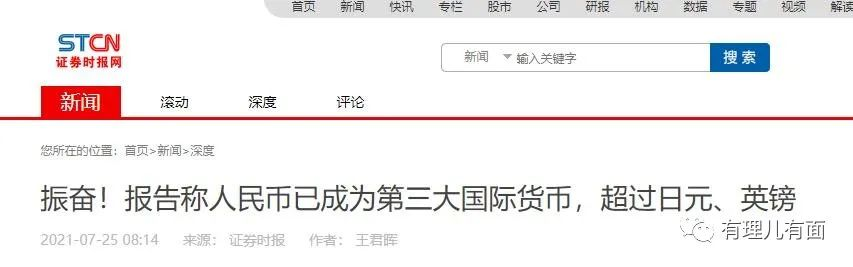 首页 新闻 快讯 专栏 股市 公司 研报 机构 数据 专题 视频 解读
STCN
证券时报网
新闻 输入关键字 搜索
新闻 滚动 深度 评论
您所在的位置：首页>新闻>深度
振奋！报告称人民币已成为第三大国际货币，超过日元、英镑
2021-07-25 08:14 来源：证券时报 作者：王君晖
有理儿有面